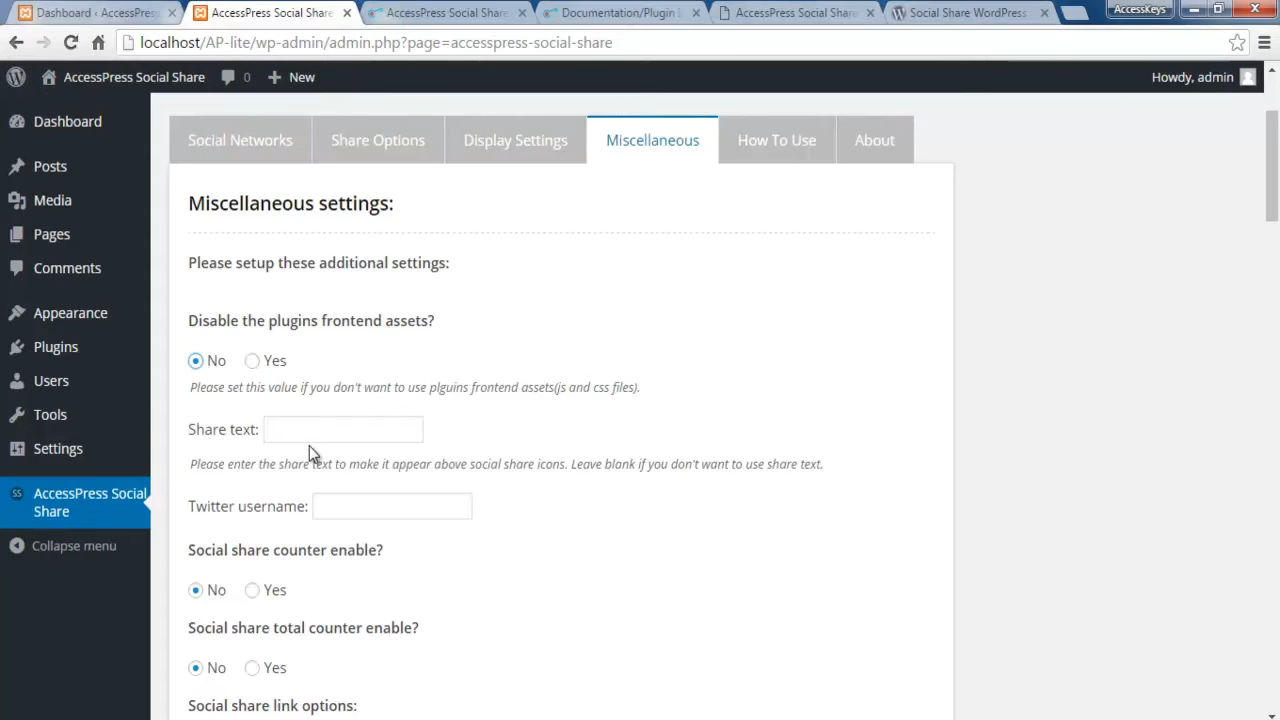 Dashboard ‹ AccessPres
AccessPress Social Share
AccessPress Social Share
Documentation/Plugin I
AccessPress Social Share
Social Share WordPress
AccessKeys
localhost/AP-lite/wp-admin/admin.php?page=accesspress-social-share
AccessPress Social Share 0 New Howdy, admin
Dashboard
Posts
Media
Pages
Comments
Appearance
Plugins
Users
Tools
Settings
SS AccessPress Social
Share
Collapse menu
Social Networks Share Options Display Settings Miscellaneous How To Use About
Miscellaneous settings:
Please setup these additional settings:
Disable the plugins frontend assets?
No Yes
Please set this value if you don't want to use plguins frontend assets(js and css files).
Share text:
Please enter the share text to make it appear above social share icons. Leave blank if you don't want to use share text.
Twitter username:
Social share counter enable?
No Yes
Social share total counter enable?
No Yes
Social share link options: